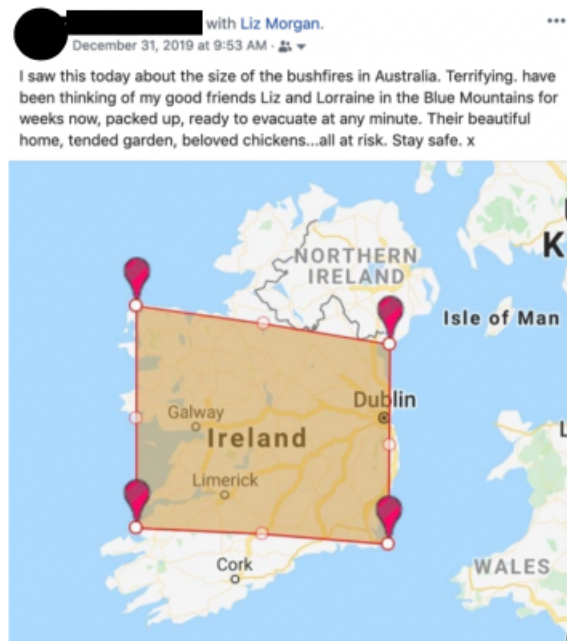 with Liz Morgan.
December 31, 2019 at 9:53 AM ·
I saw this today about the size of the bushfires in Australia. Terrifying. have
been thinking of my good friends Liz and Lorraine in the Blue Mountains for
weeks now, packed up, ready to evacuate at any minute. Their beautiful
home, tended garden, beloved chickens...all at risk. Stay safe. x
NORTHERN
IRELAND
K
Isle of Man
Dublin
Galway
Ireland
L
Limerick
Cork
WALES